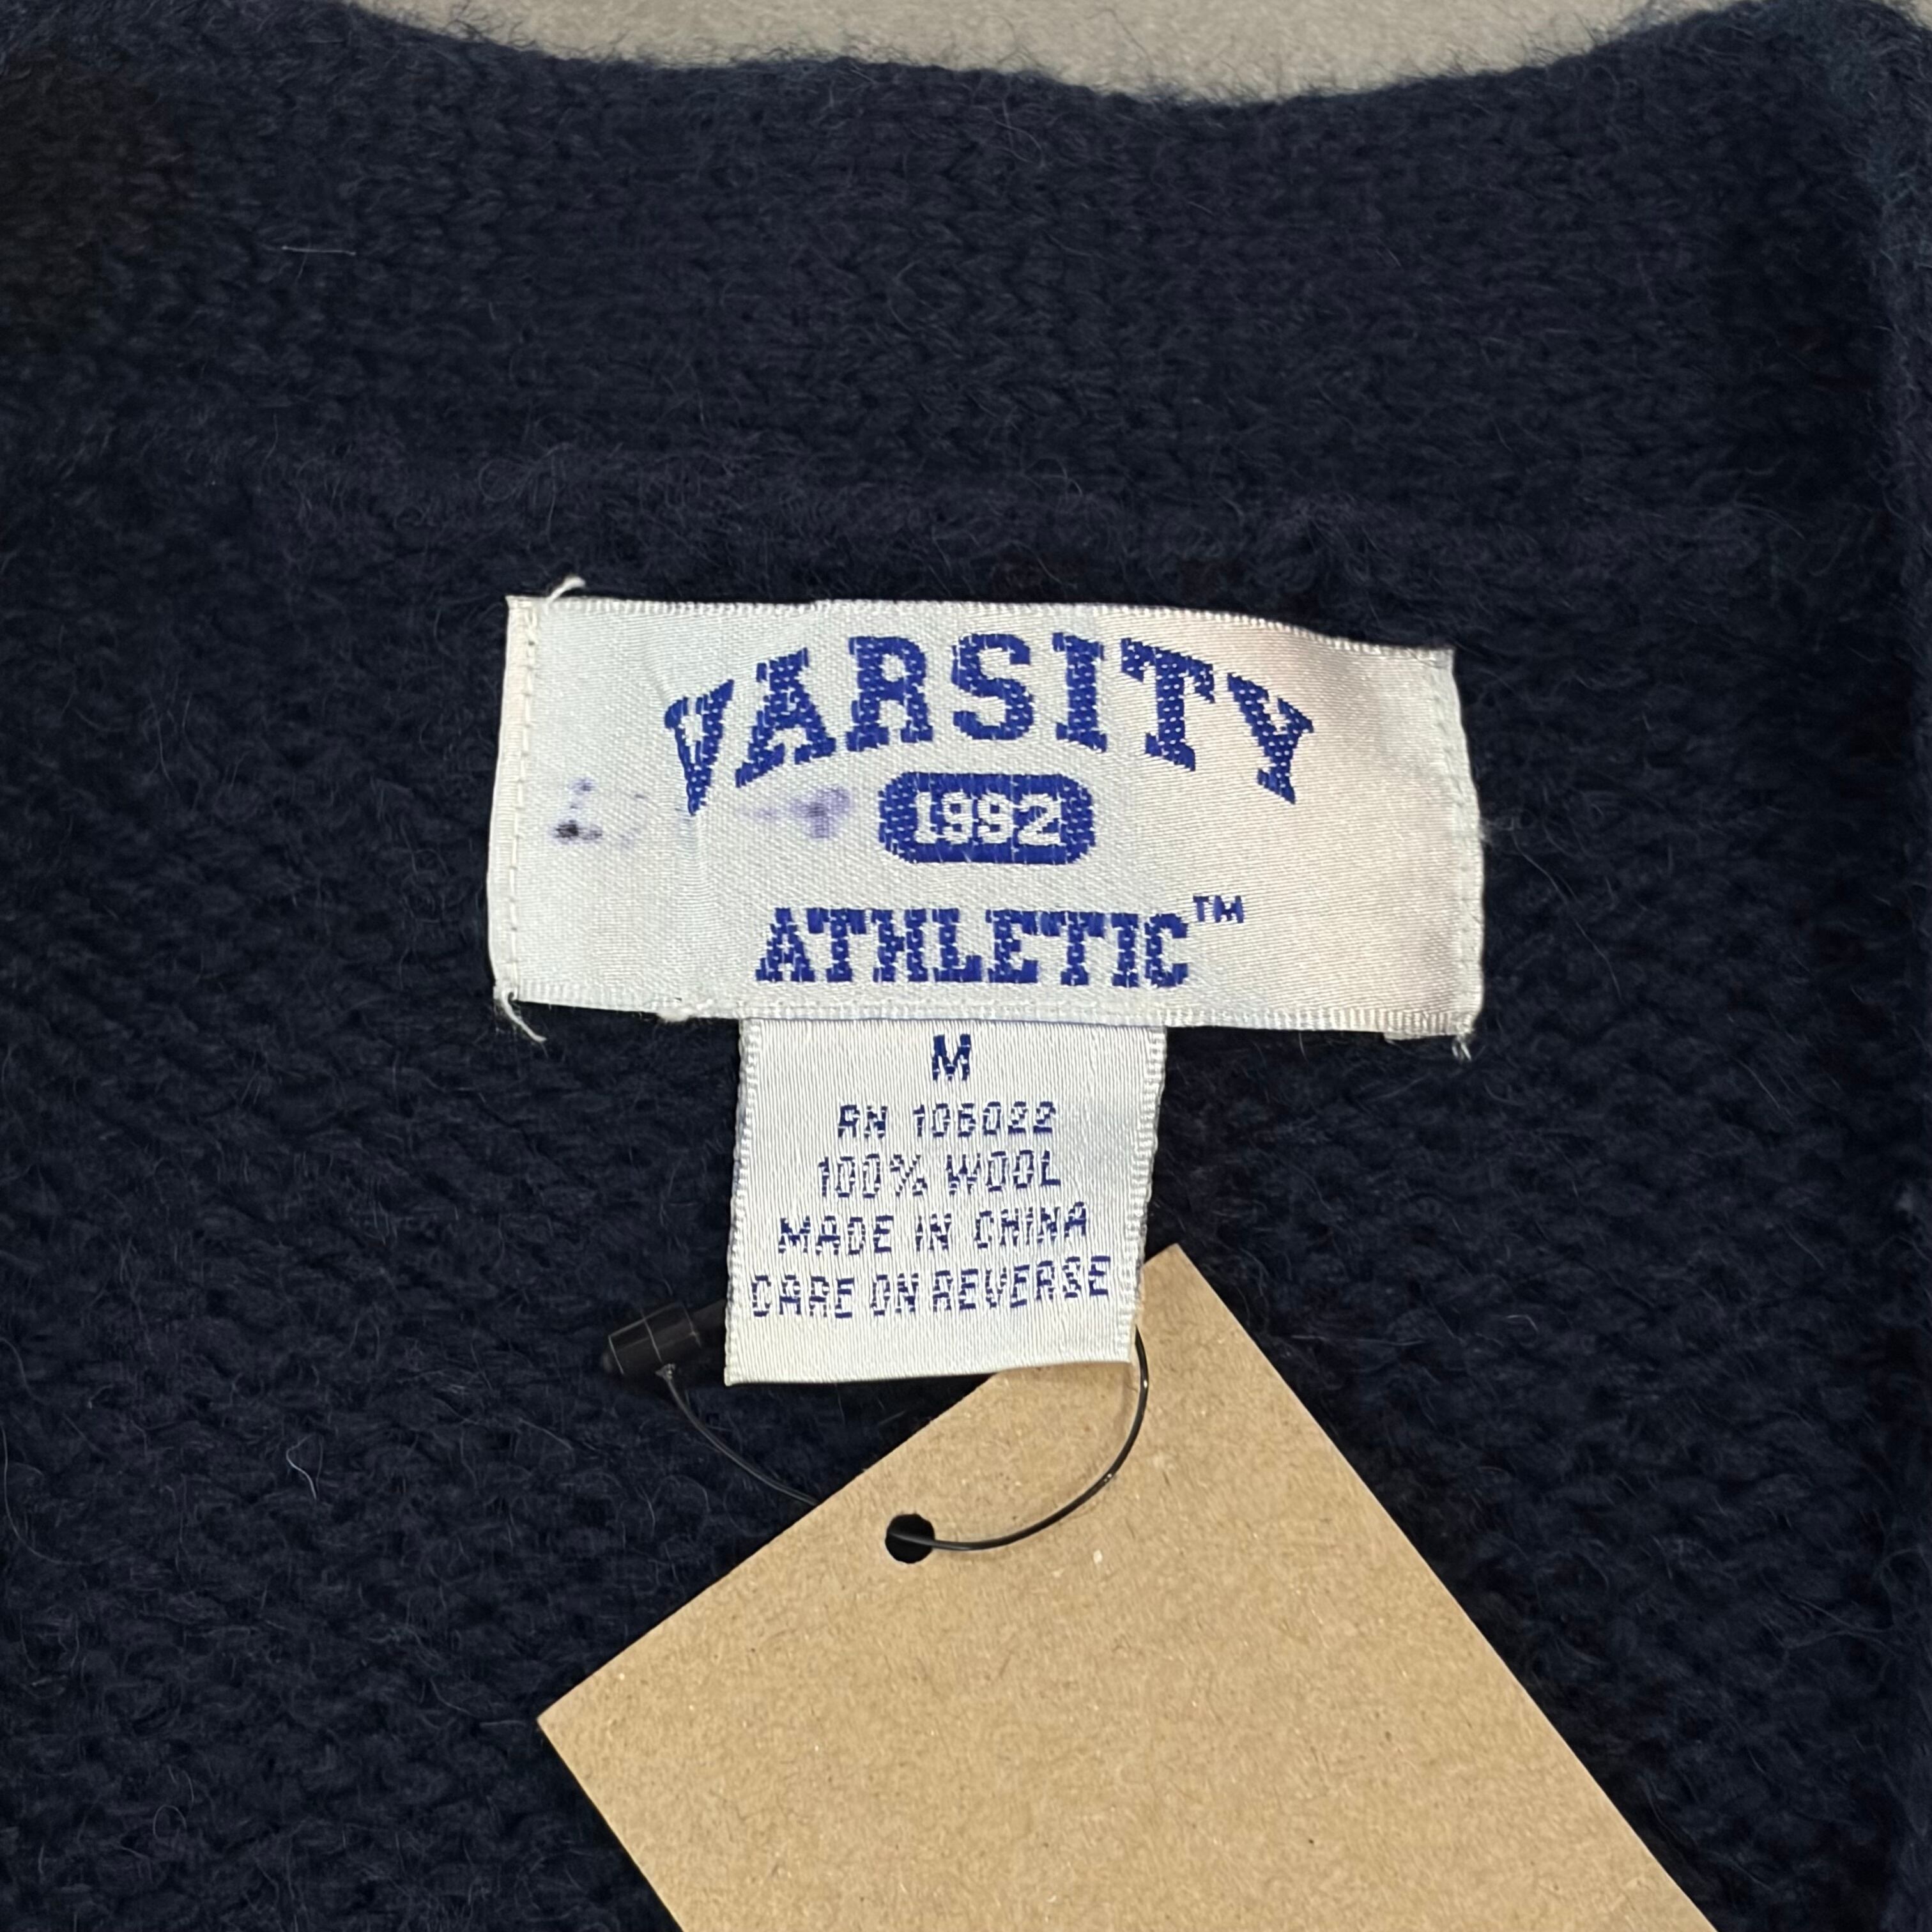 VARSITY
1992
ATHLETIC™
M
RN 106022
100% WOOL
MADE IN CHINA
CARE ON REVERSE